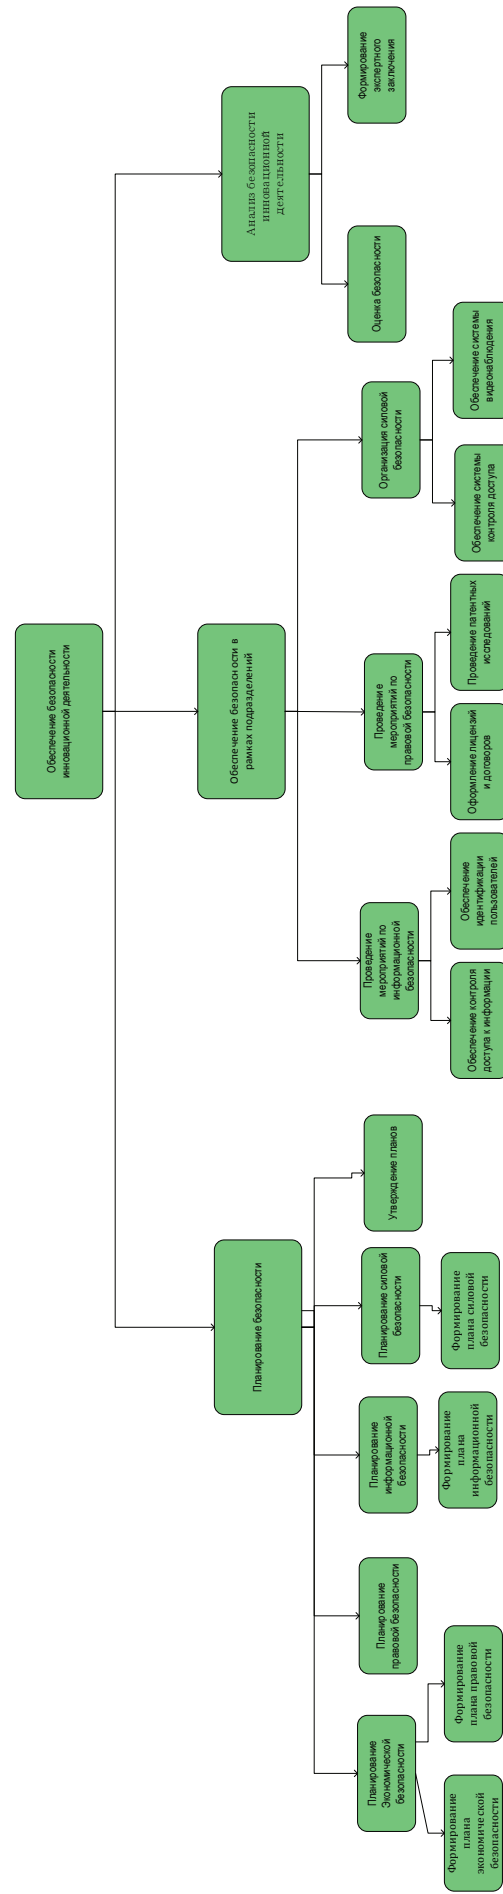 Обеспечение безопасности
инновационной деятельности
Планирование безопасности
Обеспечение безопасности в
рамках подразделений
Анализ безопасности
инновационной
деятельности
Планирование
Экономической
безопасности
Планирование
правовой безопасности
Планирование
информационной
безопасности
Планирование силовой
безопасности
Утверждение планов
Проведение
мероприятий по
информационной
безопасности
Проведение
мероприятий по
правовой безопасности
Организация силовой
безопасности
Оценка безопасности
Формирование
экспертного
заключения
Формирование
плана
экономической
безопасности
Формирование
плана правовой
безопасности
Формирование
плана
информационной
безопасности
Формирование
плана силовой
безопасности
Обеспечение контроля
доступа к информации
Обеспечение
идентификации
пользователей
Оформление лицензий
и договоров
Проведение патентных
исследований
Обеспечение системы
контроля доступа
Обеспечение системы
видеонаблюдения